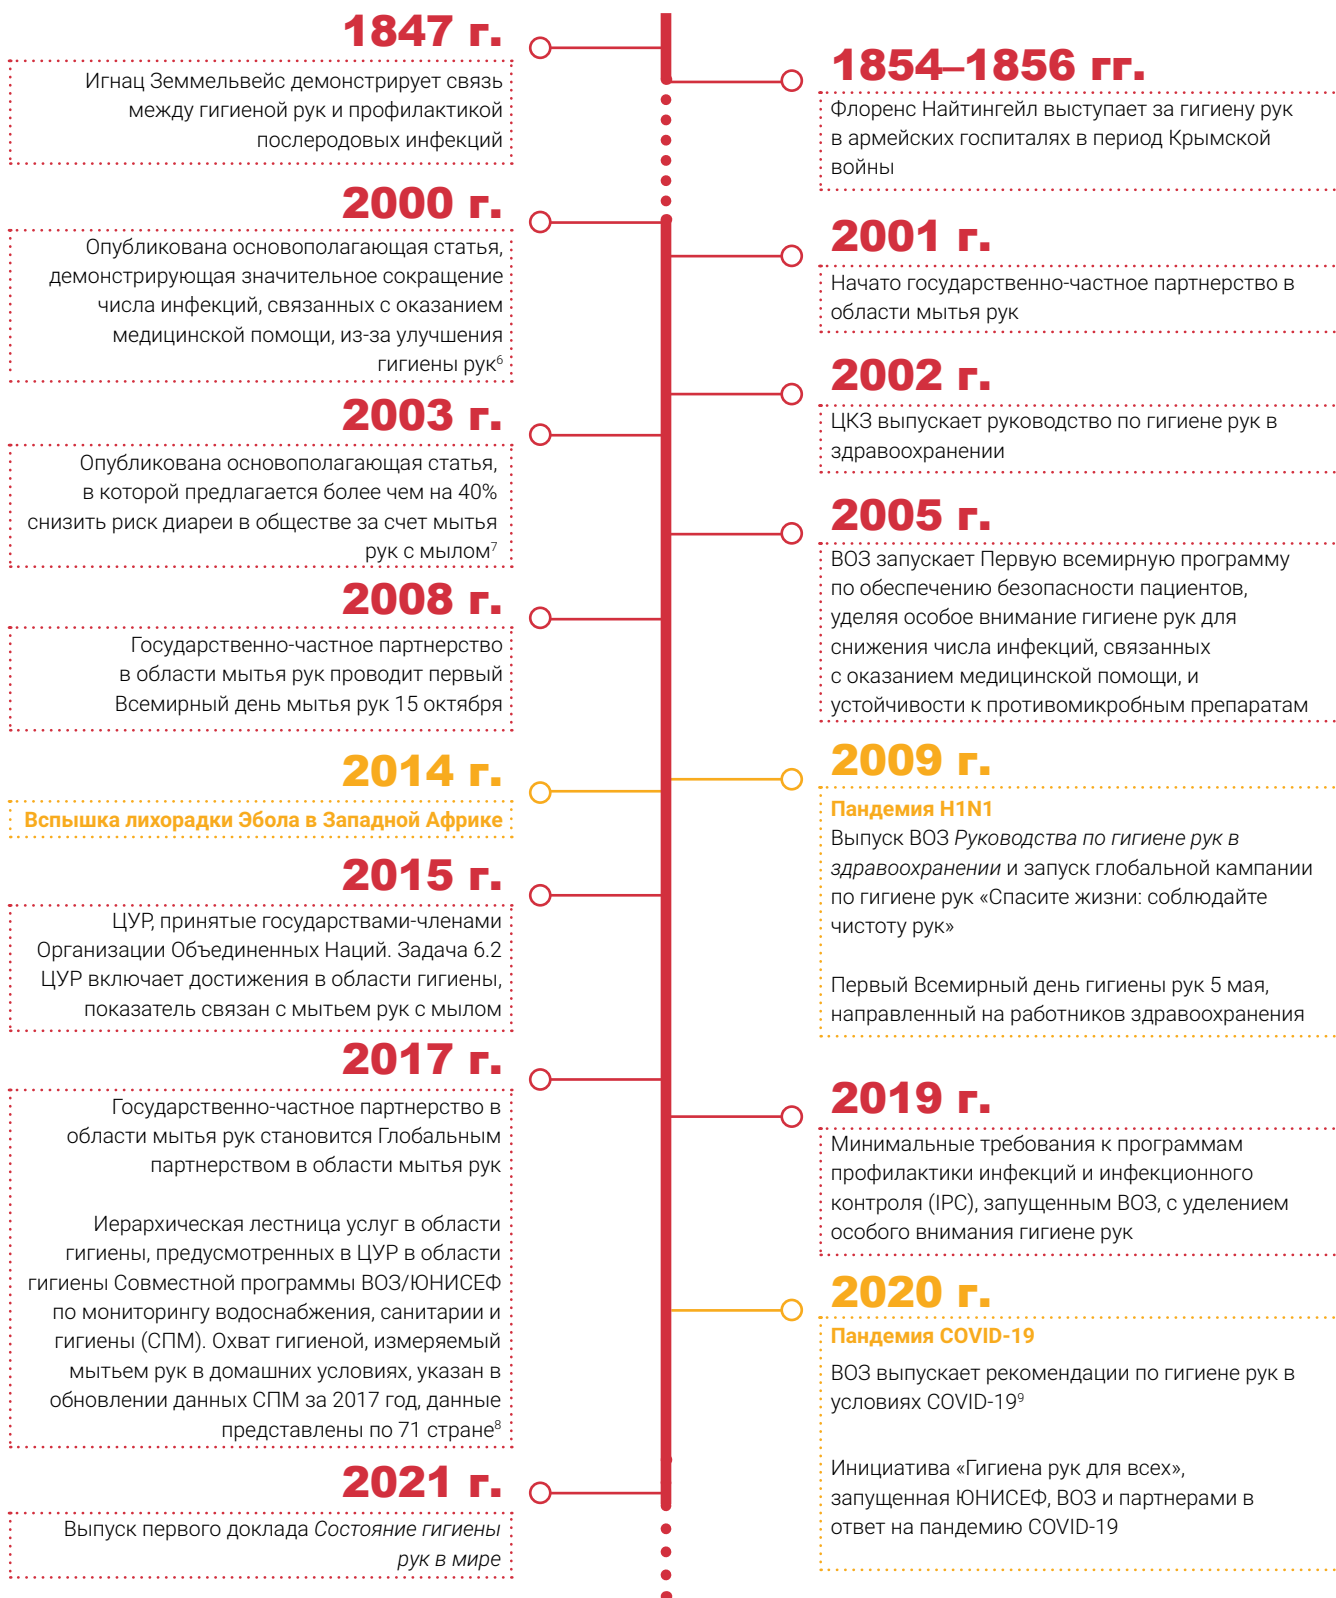 1847 г.
Игнац Земмельвейс демонстрирует связь
между гигиеной рук и профилактикой
послеродовых инфекций
1854–1856 гг.
Флоренс Найтингейл выступает за гигиену рук
в армейских госпиталях в период Крымской
войны
2000 г.
Опубликована основополагающая статья,
демонстрирующая значительное сокращение
числа инфекций, связанных с оказанием
медицинской помощи, из-за улучшения
гигиены рук⁶
2001 г.
Начато государственно-частное партнерство в
области мытья рук
2002 г.
ЦКЗ выпускает руководство по гигиене рук в
здравоохранении
2003 г.
Опубликована основополагающая статья,
в которой предлагается более чем на 40%
снизить риск диареи в обществе за счет мытья
рук с мылом⁷
2005 г.
ВОЗ запускает Первую всемирную программу
по обеспечению безопасности пациентов,
уделяя особое внимание гигиене рук для
снижения числа инфекций, связанных
с оказанием медицинской помощи, и
устойчивости к противомикробным препаратам
2008 г.
Государственно-частное партнерство
в области мытья рук проводит первый
Всемирный день мытья рук 15 октября
2009 г.
Пандемия H1N1
Выпуск ВОЗ Руководства по гигиене рук в
здравоохранении и запуск глобальной кампании
по гигиене рук «Спасите жизни: соблюдайте
чистоту рук»
Первый Всемирный день гигиены рук 5 мая,
направленный на работников здравоохранения
2014 г.
Вспышка лихорадки Эбола в Западной Африке
2015 г.
ЦУР, принятые государствами-членами
Организации Объединенных Наций. Задача 6.2
ЦУР включает достижения в области гигиены,
показатель связан с мытьем рук с мылом
2017 г.
Государственно-частное партнерство в
области мытья рук становится Глобальным
партнерством в области мытья рук
Иерархическая лестница услуг в области
гигиены, предусмотренных в ЦУР в области
гигиены Совместной программы ВОЗ/ЮНИСЕФ
по мониторингу водоснабжения, санитарии и
гигиены (СПМ). Охват гигиеной, измеряемый
мытьем рук в домашних условиях, указан в
обновлении данных СПМ за 2017 год, данные
представлены по 71 стране⁸
2019 г.
Минимальные требования к программам
профилактики инфекций и инфекционного
контроля (IPC), запущенным ВОЗ, с уделением
особого внимания гигиене рук
2020 г.
Пандемия COVID-19
ВОЗ выпускает рекомендации по гигиене рук в
условиях COVID-19⁹
Инициатива «Гигиена рук для всех»,
запущенная ЮНИСЕФ, ВОЗ и партнерами в
ответ на пандемию COVID-19
2021 г.
Выпуск первого доклада Состояние гигиены
рук в мире